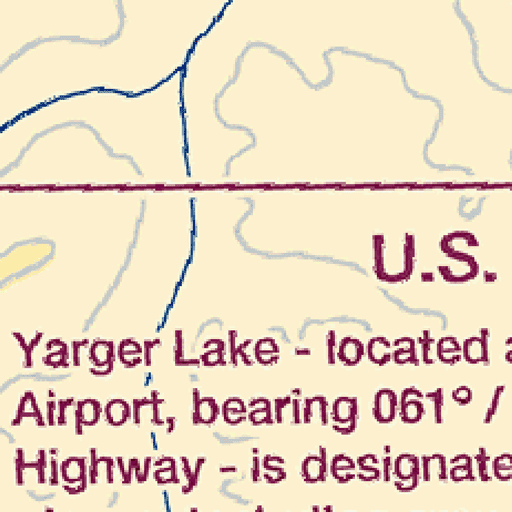 U.S.
Yarger Lake - located
Airport, bearing 061° /
Highway - is designate